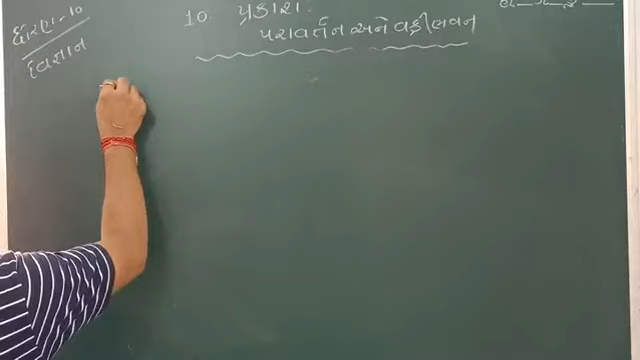 ધોરણ-10
વિજ્ઞાન
10. પ્રકાશ :
પરાવર્તન અને વક્રીભવન